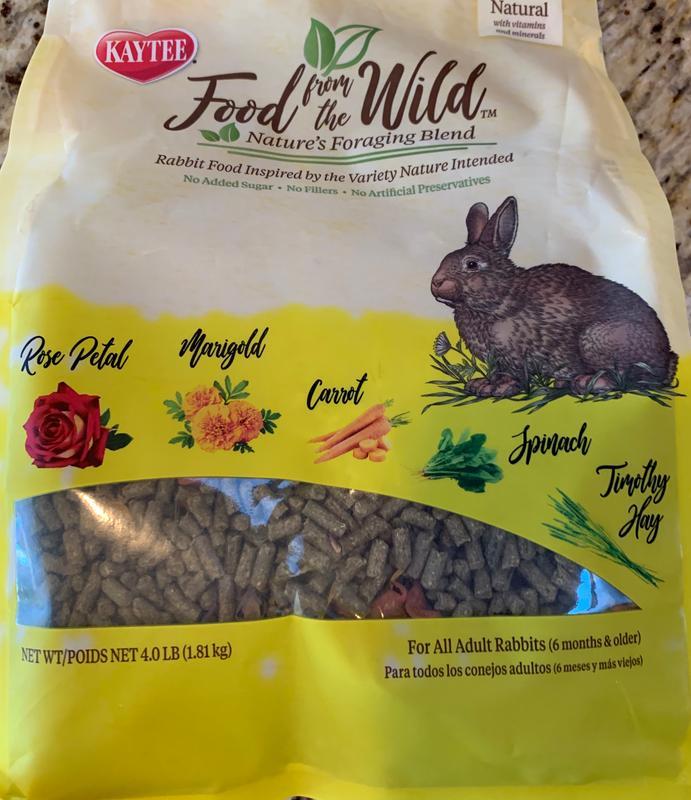 Natural
with vitamins
and minerals
KAYTEE
Food from the Wild™
Nature's Foraging Blend
Rabbit Food Inspired by the Variety Nature Intended
No Added Sugar • No Fillers • No Artificial Preservatives
Rose Petal
Marigold
Carrot
Spinach
Timothy
Hay
NET WT/POIDS NET 4.0 LB (1.81 kg)
For All Adult Rabbits (6 months & older)
Para todos los conejos adultos (6 meses y más viejos)